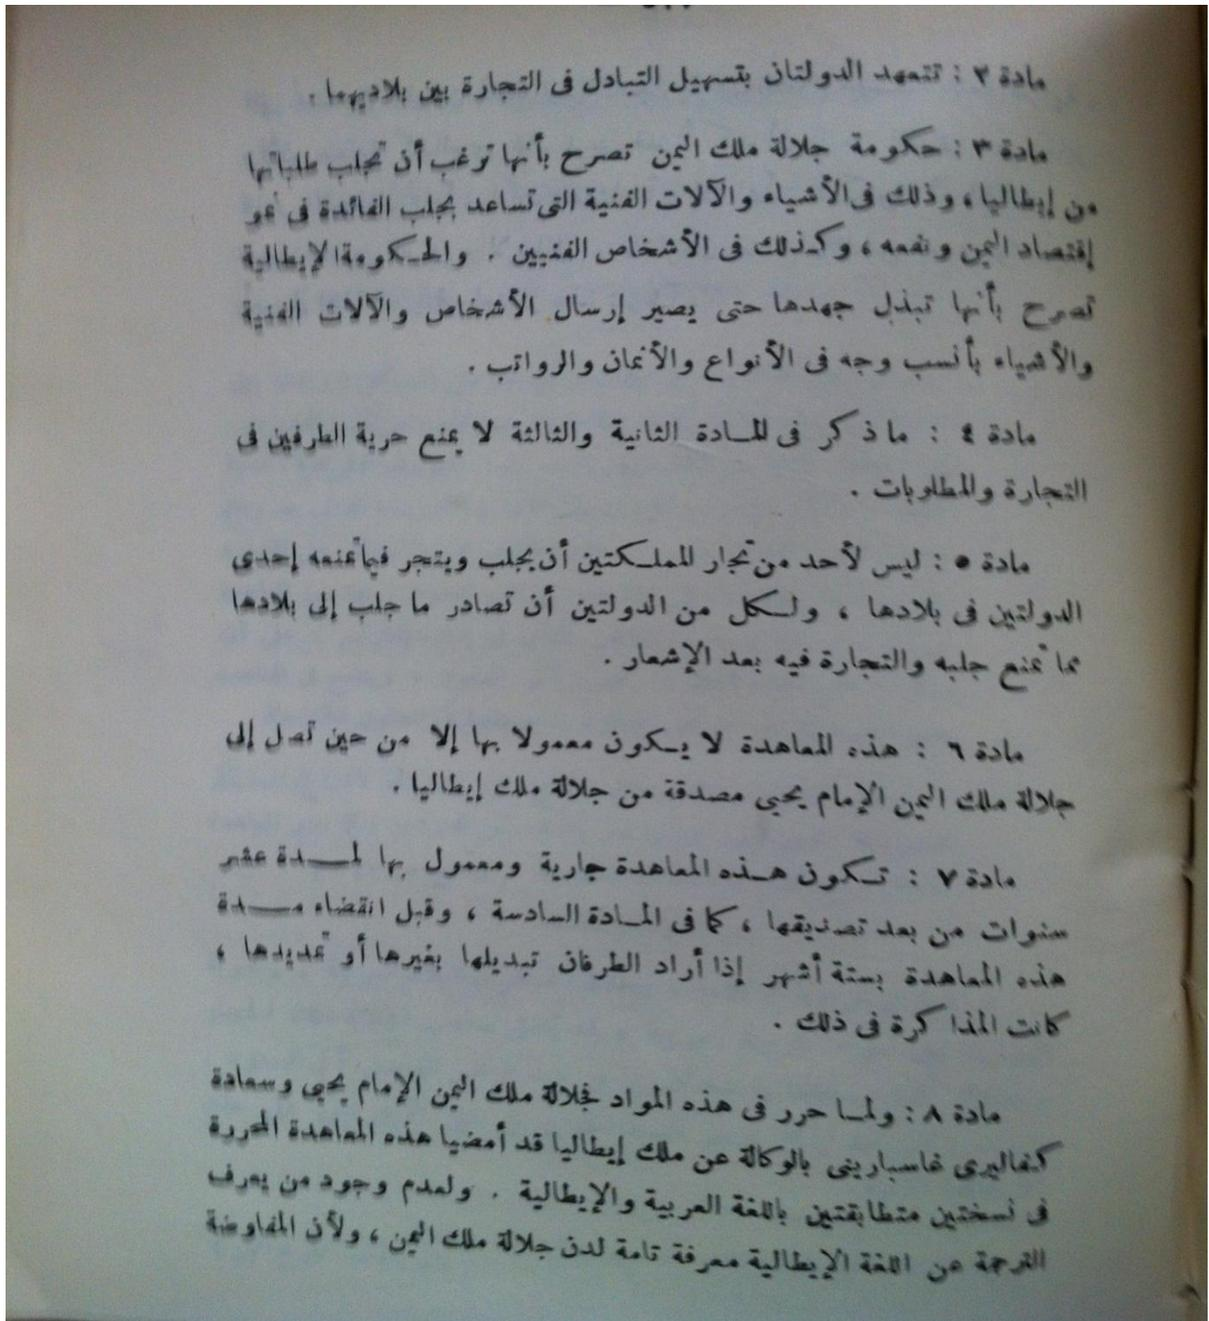 مادة ٢ : تتعهد الدولتان بتسهيل التبادل فى التجارة بين بلاديهما .
مادة ٣ : حكومة جلالة ملك اليمن تصرح بأنها ترغب أن تجلب طلباتها
من إيطاليا ، وذلك فى الأشياء والآلات الفنية التى تساعد بجلب الفائدة فى نمو
إقتصاد اليمن ونفعه ، وكذلك فى الأشخاص الفنيين . والحكومة الإيطالية
تصرح بأنها تبذل جهدها حتى يصير إرسال الأشخاص والآلات الفنية
والأشياء بأنسب وجه فى الأنواع والأثمان والرواتب .
مادة ٤ : ما ذكر فى المادة الثانية والثالثة لا يمنع حرية الطرفين فى
التجارة والمطلوبات .
مادة ٥ : ليس لأحد من تجار المملكتين أن يجلب ويتجر فيما تمنعه إحدى
الدولتين فى بلادها ، ولكل من الدولتين أن تصادر ما جلب إلى بلادها
مما تمنع جلبه والتجارة فيه بعد الإشعار .
مادة ٦ : هذه المعاهدة لا يكون معمولا بها إلا من حين تصل إلى
جلالة ملك اليمن الإمام يحيى مصدقة من جلالة ملك إيطاليا .
مادة ٧ : تكون هذه المعاهدة جارية ومعمول بها لمدة عشر
سنوات من بعد تصديقها ، كما فى المادة السادسة ، وقبل انقضاء مدة
هذه المعاهدة بستة أشهر إذا أراد الطرفان تبديلها بغيرها أو تمديدها ،
كانت المذاكرة فى ذلك .
مادة ٨ : ولما حرر فى هذه المواد فجلالة ملك اليمن الإمام يحيى وسعادة
كفاليرى غاسبارينى بالوكالة عن ملك إيطاليا قد أمضيا هذه المعاهدة المحررة
فى نسختين متطابقتين باللغة العربية والإيطالية . ولعدم وجود من يعرف
الترجمة عن اللغة الإيطالية معرفة تامة لدن جلالة ملك اليمن ، ولأن المفاوضة